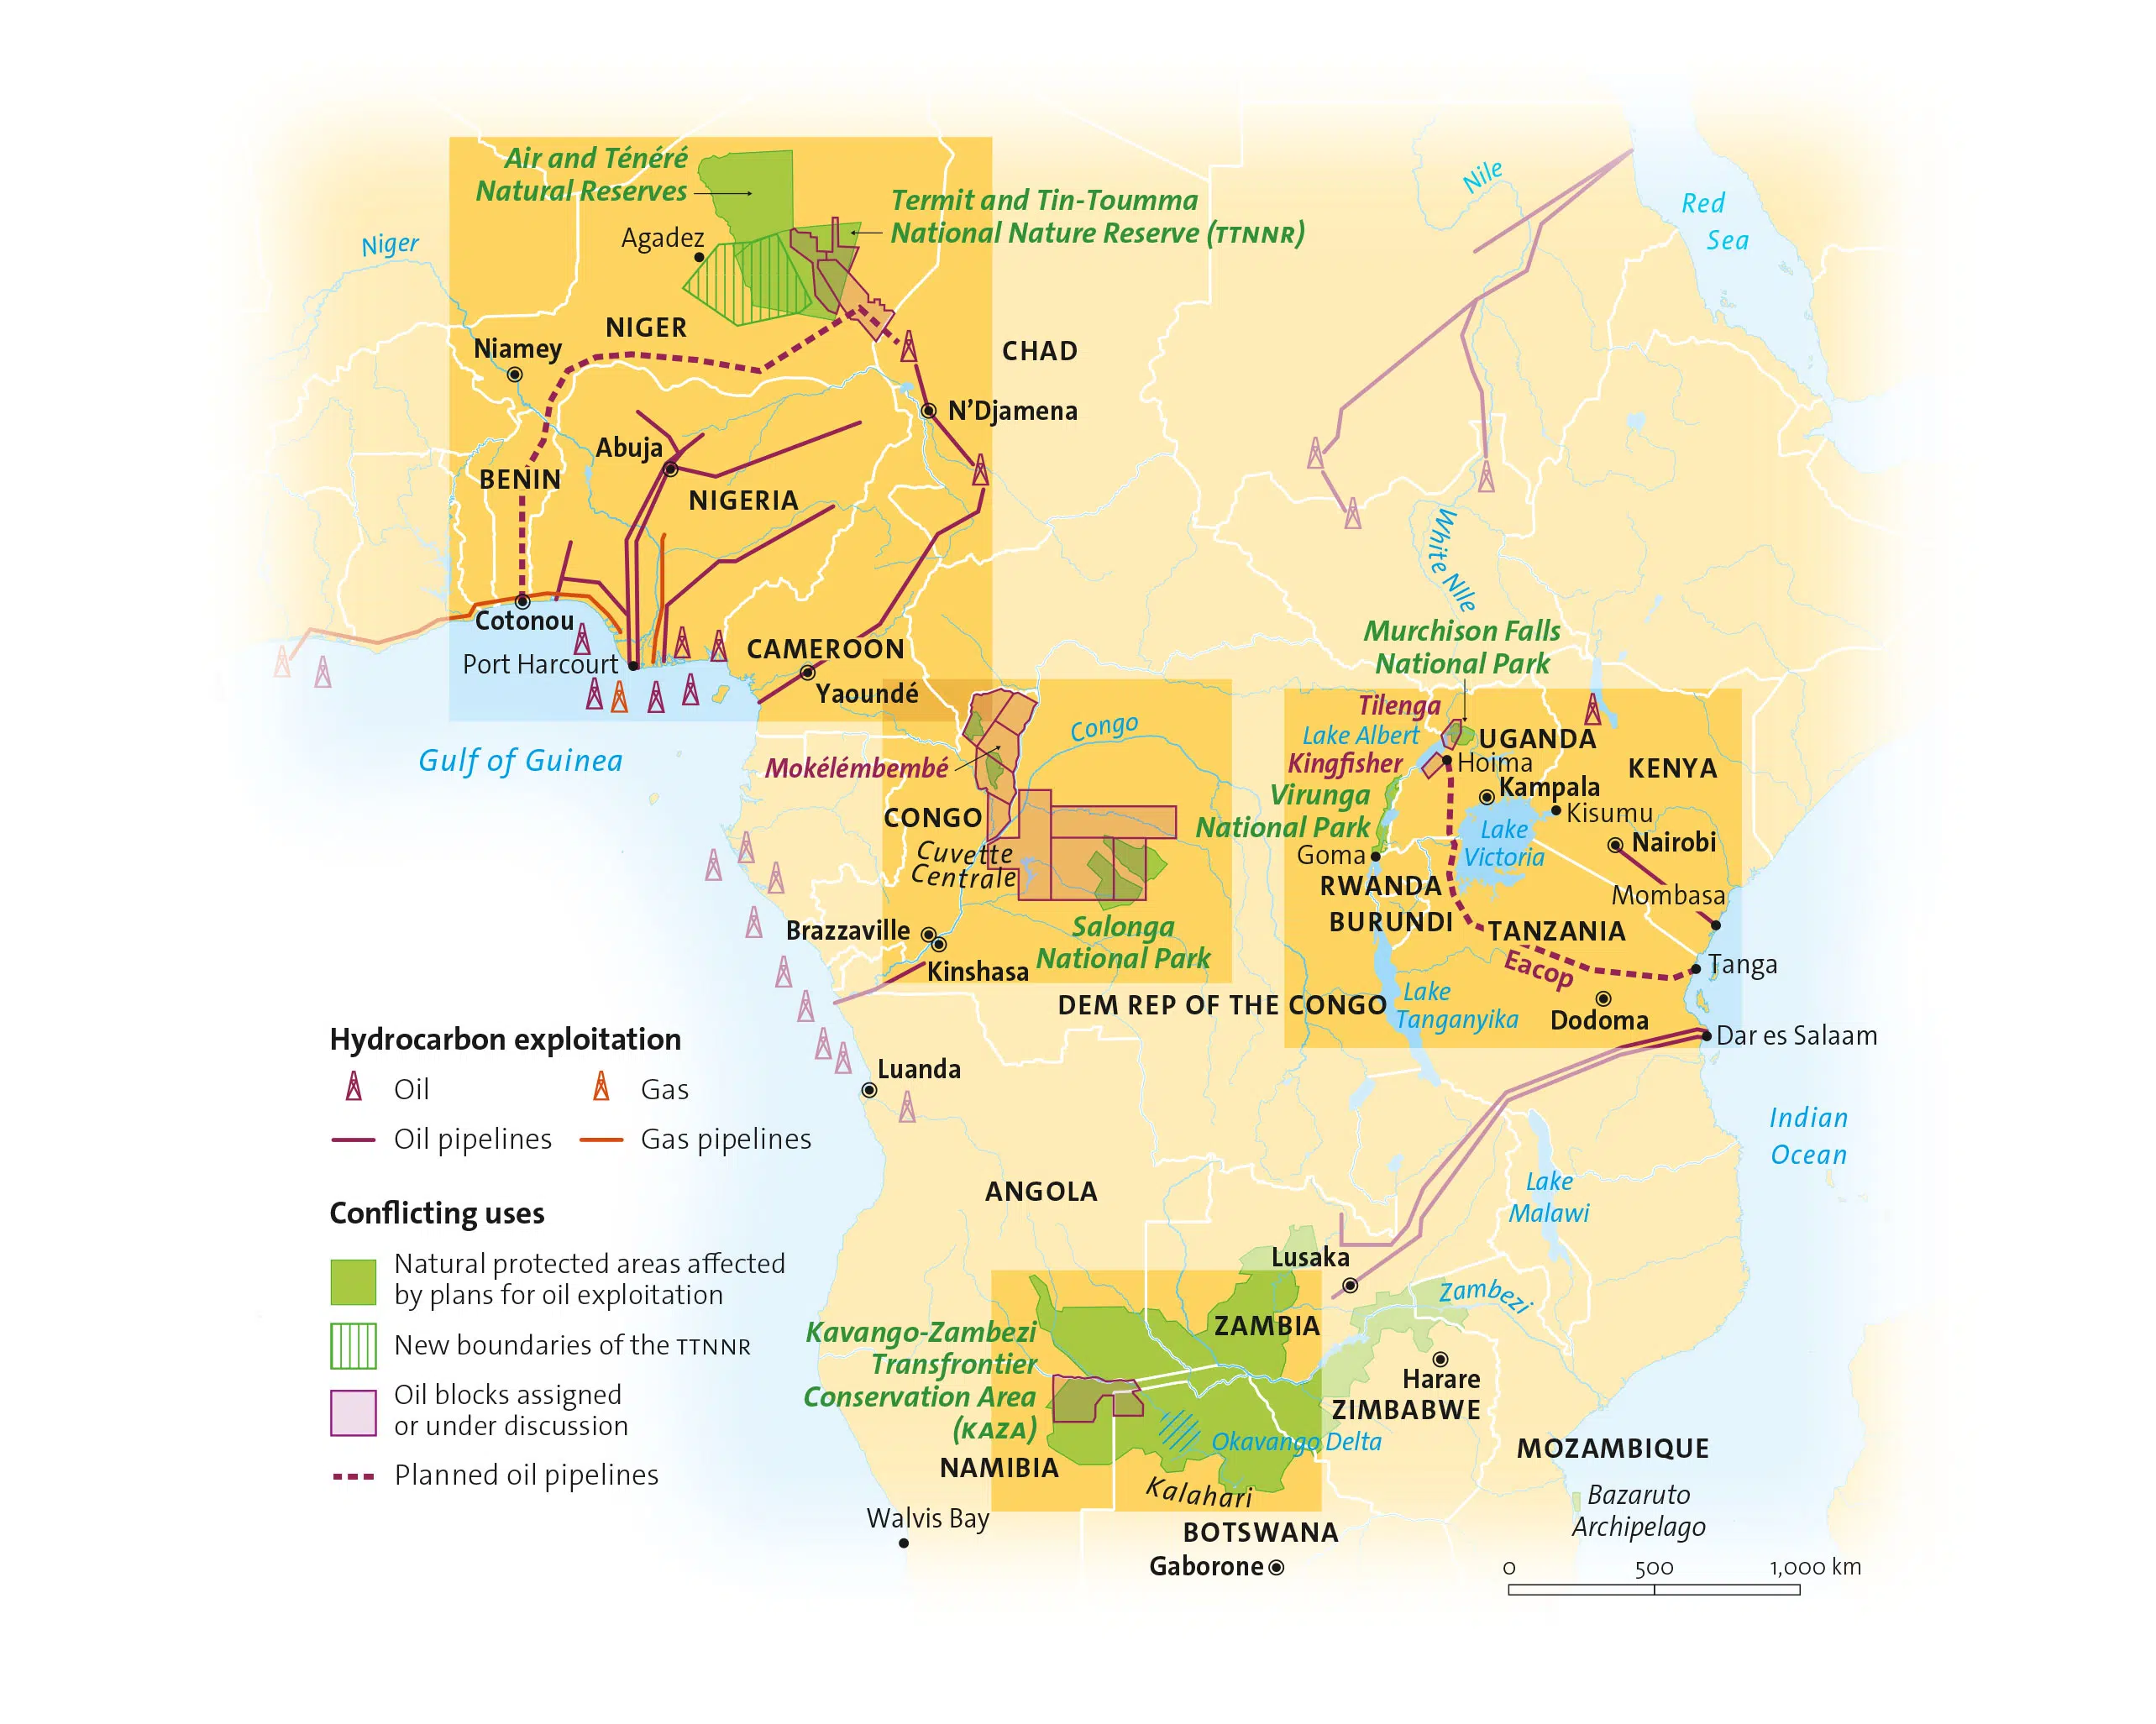 Air and Ténéré
Natural Reserves
Termit and Tin-Toumma
National Nature Reserve (TTNNR)
Nile
Red
Sea
Niger
Agadez
NIGER
Niamey
CHAD
N'Djamena
Abuja
BENIN
NIGERIA
White Nile
Cotonou
Port Harcourt
CAMEROON
Yaoundé
Gulf of Guinea
Murchison Falls
National Park
Tilenga
Lake Albert
Kingfisher
UGANDA
Hoima
KENYA
Kampala
Kisumu
Virunga
National Park
Lake
Victoria
Nairobi
Goma
RWANDA
Mombasa
BURUNDI
TANZANIA
Eacop
Tanga
Lake
Tanganyika
Dodoma
Dar es Salaam
Congo
Mokélémbembé
CONGO
Cuvette
Centrale
Brazzaville
Kinshasa
Salonga
National Park
DEM REP OF THE CONGO
Luanda
Indian
Ocean
ANGOLA
Lake
Malawi
Lusaka
Zambezi
ZAMBIA
Kavango-Zambezi
Transfrontier
Conservation Area
(KAZA)
Harare
ZIMBABWE
Okavango Delta
NAMIBIA
MOZAMBIQUE
Kalahari
Bazaruto
Archipelago
Walvis Bay
BOTSWANA
Gaborone
0 500 1,000 km
Hydrocarbon exploitation
Oil
Gas
Oil pipelines
Gas pipelines
Conflicting uses
Natural protected areas affected
by plans for oil exploitation
New boundaries of the TTNNR
Oil blocks assigned
or under discussion
Planned oil pipelines